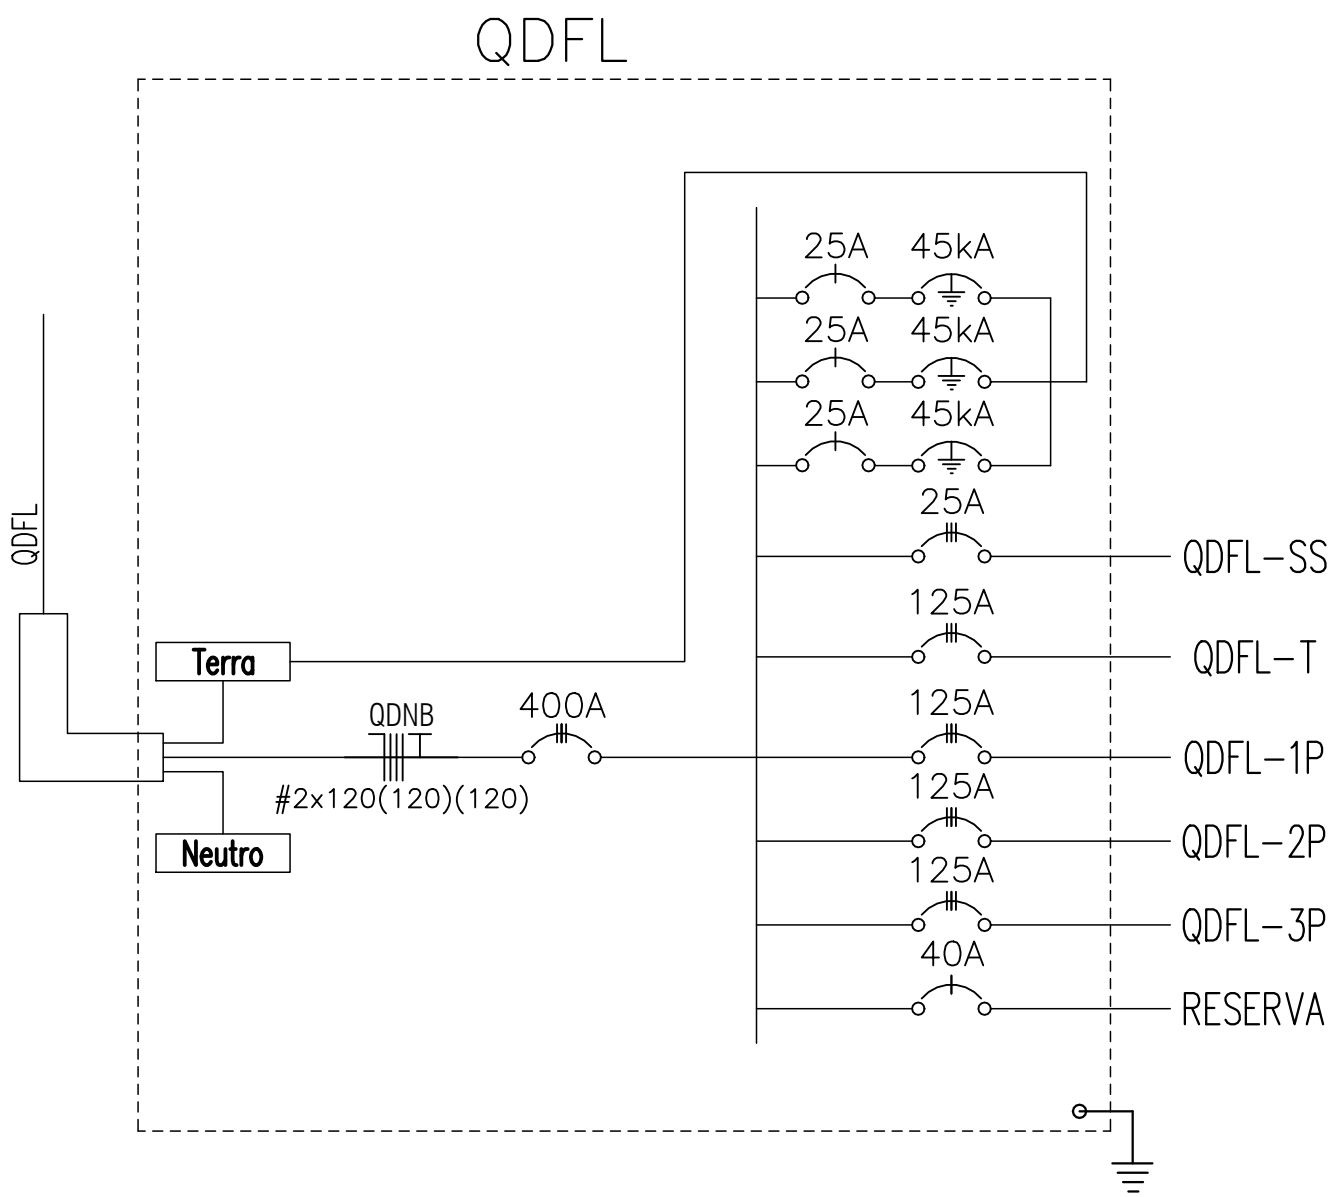 QDFL
25A 45kA
25A 45kA
25A 45kA
25A
QDFL
QDFL-SS
125A
Terra
QDFL-T
QDNB
400A
125A
QDFL-1P
#2x120(120)(120)
125A
Neutro
QDFL-2P
125A
QDFL-3P
40A
RESERVA